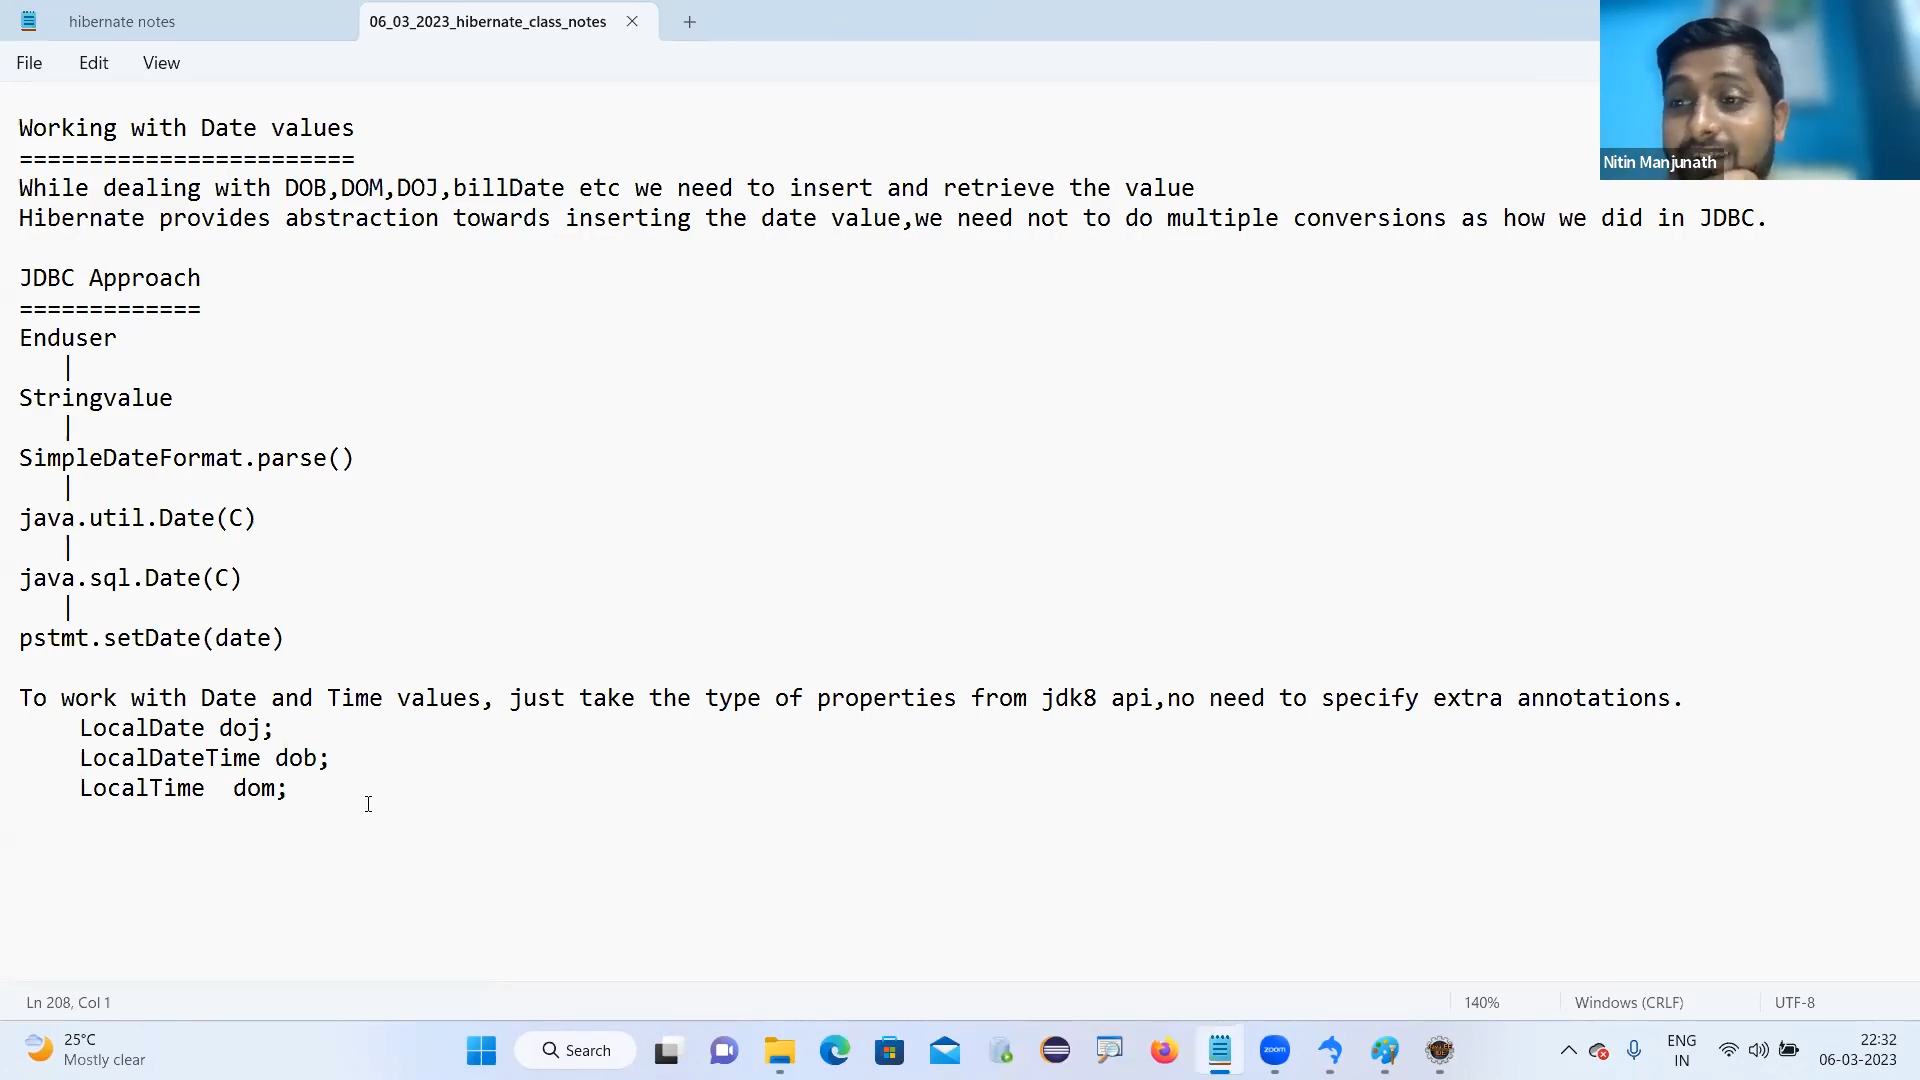 hibernate notes
06_03_2023_hibernate_class_notes
File Edit View
Nitin Manjunath
Working with Date values
========================
While dealing with DOB,DOM,DOJ,billDate etc we need to insert and retrieve the value
Hibernate provides abstraction towards inserting the date value,we need not to do multiple conversions as how we did in JDBC.
JDBC Approach
=============
Enduser
|
Stringvalue
|
SimpleDateFormat.parse()
|
java.util.Date(C)
|
java.sql.Date(C)
|
pstmt.setDate(date)
To work with Date and Time values, just take the type of properties from jdk8 api,no need to specify extra annotations.
LocalDate doj;
LocalDateTime dob;
LocalTime  dom;
Ln 208, Col 1
140%
Windows (CRLF)
UTF-8
25°C
Mostly clear
Search
zoom
ENG
IN
22:32
06-03-2023